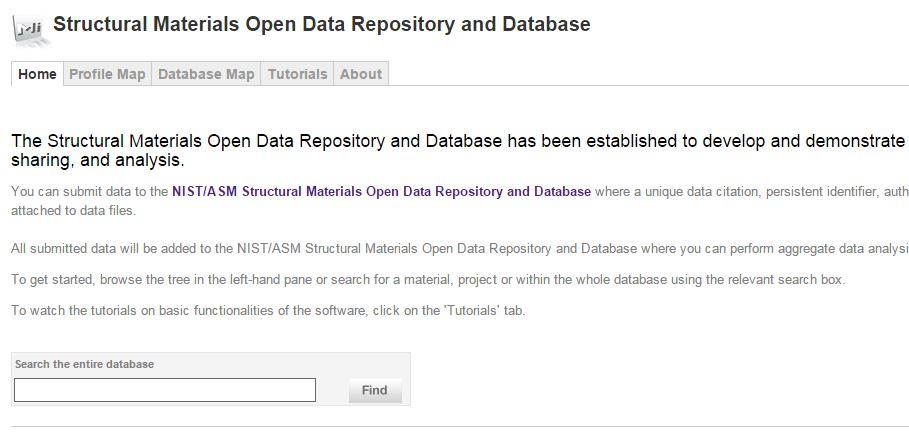 Structural Materials Open Data Repository and Database
Home Profile Map Database Map Tutorials About
The Structural Materials Open Data Repository and Database has been established to develop and demonstrate
sharing, and analysis.
You can submit data to the NIST/ASM Structural Materials Open Data Repository and Database where a unique data citation, persistent identifier, auth
attached to data files.
All submitted data will be added to the NIST/ASM Structural Materials Open Data Repository and Database where you can perform aggregate data analysi
To get started, browse the tree in the left-hand pane or search for a material, project or within the whole database using the relevant search box.
To watch the tutorials on basic functionalities of the software, click on the 'Tutorials' tab.
Search the entire database
Find